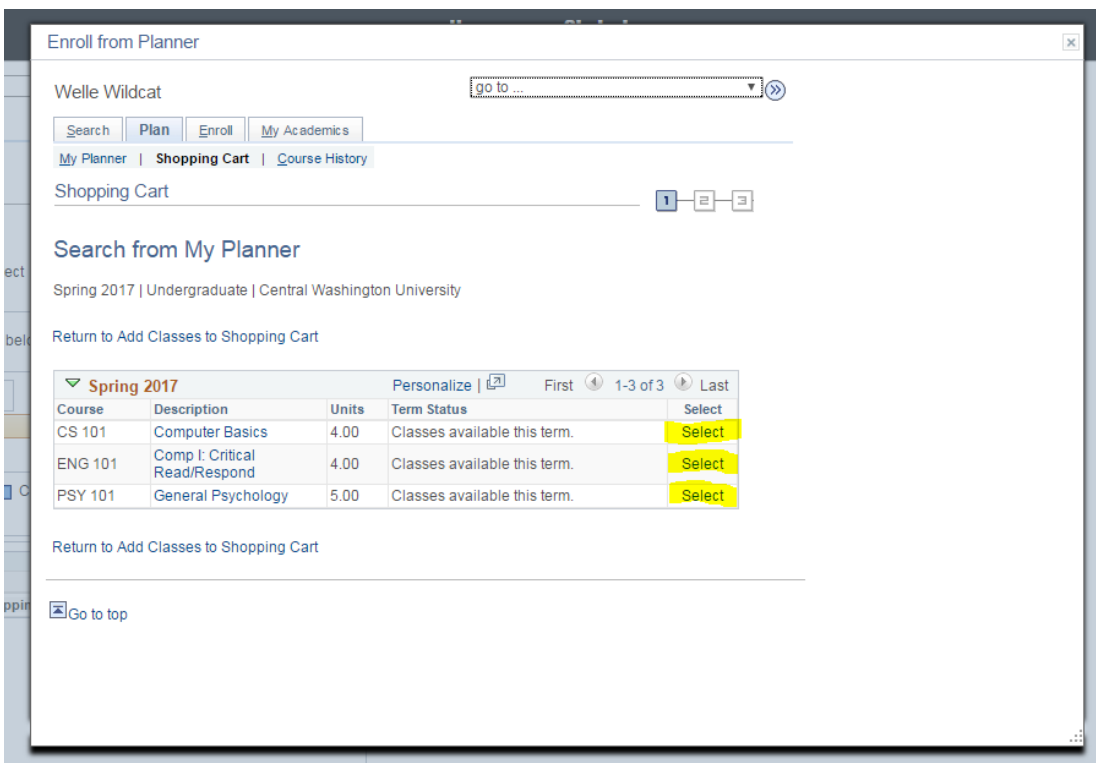 Enroll from Planner
Welle Wildcat
go to ...
Search Plan Enroll My Academics
My Planner | Shopping Cart | Course History
Shopping Cart
1 2 3
Search from My Planner
ect
Spring 2017 | Undergraduate | Central Washington University
Return to Add Classes to Shopping Cart
Spring 2017 Personalize | First 1-3 of 3 Last
Course Description Units Term Status Select
CS 101 Computer Basics 4.00 Classes available this term. Select
ENG 101 Comp I: Critical Read/Respond 4.00 Classes available this term. Select
PSY 101 General Psychology 5.00 Classes available this term. Select
C
Return to Add Classes to Shopping Cart
Go to top